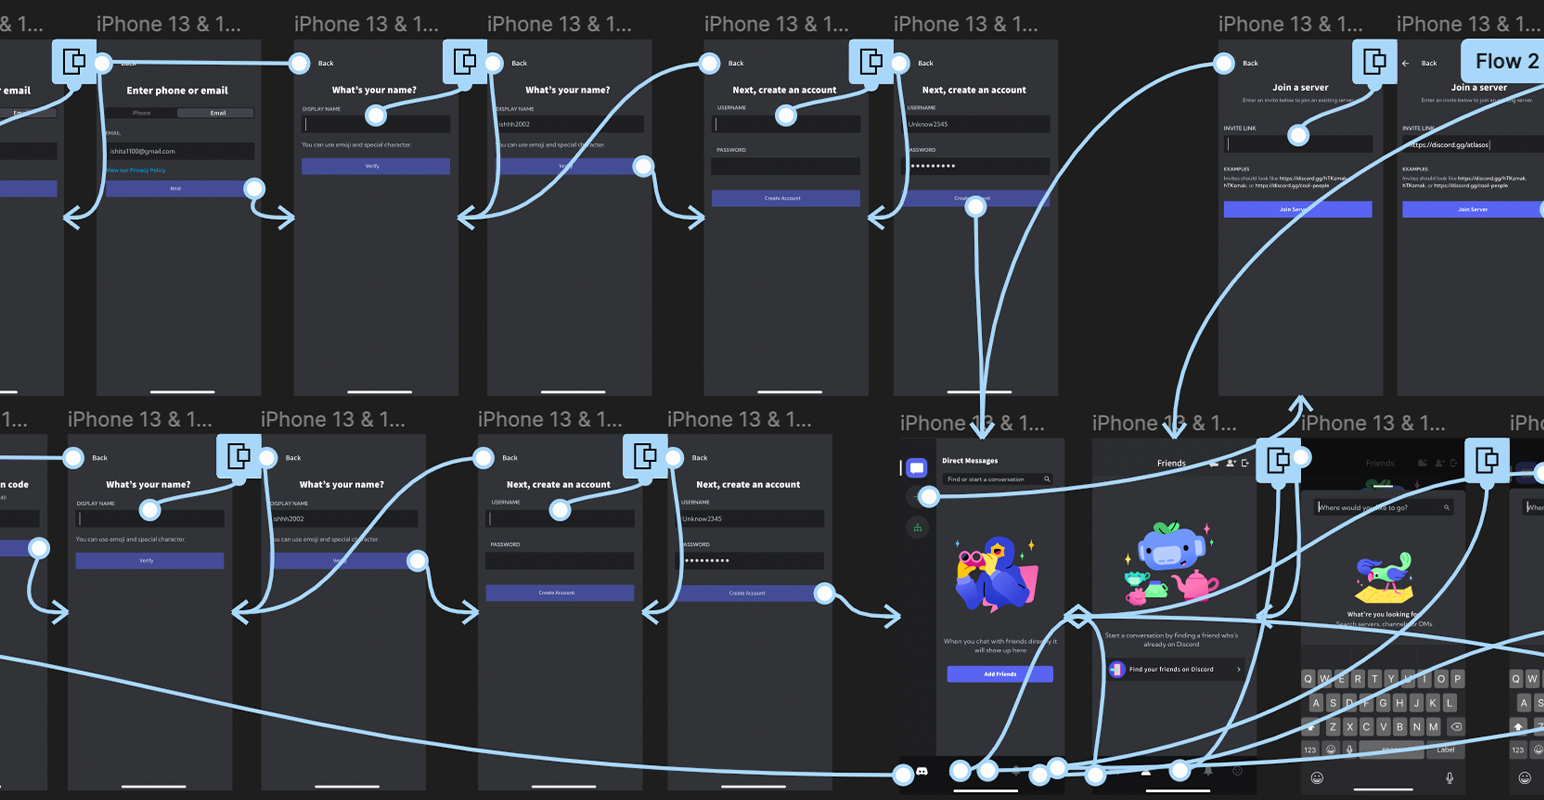 & 1...
iPhone 13 & 1...
iPhone 13 & 1...
iPhone 13 & 1...
iPhone 13 & 1...
iPhone 13 & 1...
iPhone 13 & 1...
iPhone 13 & 1...
Flow 2
r email
Email
Back
Enter phone or email
Phone
Email
EMAIL
ishita1100@gmail.com
View our Privacy Policy
Next
Back
What's your name?
DISPLAY NAME
You can use emoji and special character.
Verify
Back
What's your name?
DISPLAY NAME
ishhh2002
You can use emoji and special character.
Verify
Back
Next, create an account
USERNAME
PASSWORD
Create Account
Back
Next, create an account
USERNAME
Unknow2345
PASSWORD
Create Account
Back
Join a server
Enter an invite below to join an existing server.
INVITE LINK
EXAMPLES
Invites should look like https://discord.gg/hTKzmak,
hTKzmak, or https://discord.gg/cool-people
Join Server
Back
Join a server
Enter an invite below to join an existing server.
INVITE LINK
https://discord.gg/atlasos
EXAMPLES
Invites should look like https://discord.gg/hTKzmak,
hTKzmak, or https://discord.gg/cool-people
Join Server
1...
iPhone 13 & 1...
iPhone 13 & 1...
iPhone 13 & 1...
iPhone 13 & 1...
iPhone 13 & 1...
iPhone 13 & 1...
iPhone 13 & 1...
iPho
n code
Back
What's your name?
DISPLAY NAME
You can use emoji and special character.
Verify
Back
What's your name?
DISPLAY NAME
ishhh2002
You can use emoji and special character.
Verify
Back
Next, create an account
USERNAME
PASSWORD
Create Account
Back
Next, create an account
USERNAME
Unknow2345
PASSWORD
Create Account
Direct Messages
Find or start a conversation
When you chat with friends directly it
will show up here
Add Friends
Friends
Start a conversation by finding a friend who's
already on Discord
Find your friends on Discord
Friends
Where would you like to go?
What're you looking for
Search servers, channels or DMs.
Q W E R T Y U I O P
A S D F G H J K L
Z X C V B N M
123
Label
Wher
Q W
A S
123